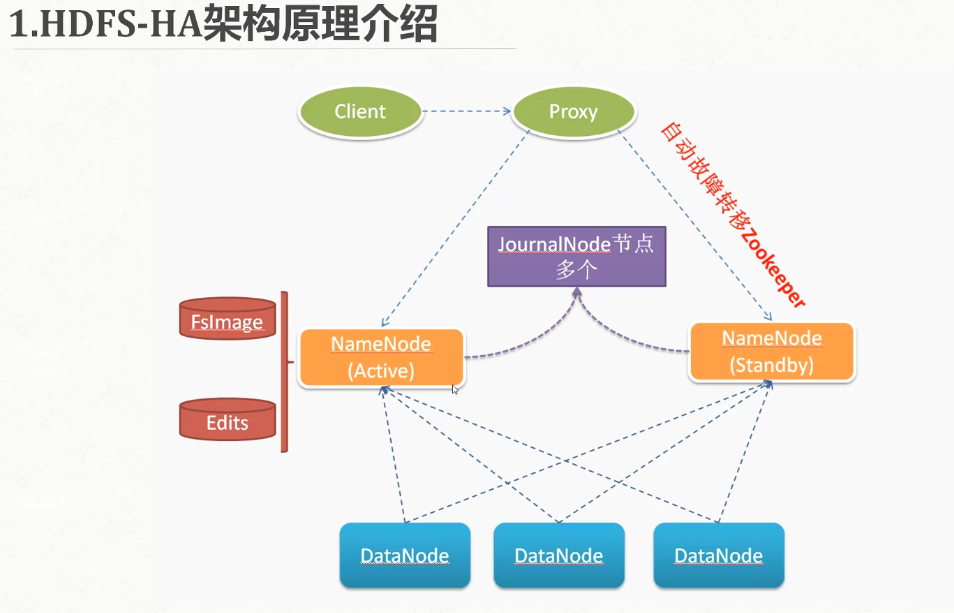 1.HDFS-HA架构原理介绍
Client
Proxy
自动故障转移Zookeeper
JournalNode节点
多个
FsImage
NameNode
(Active)
NameNode
(Standby)
Edits
DataNode
DataNode
DataNode